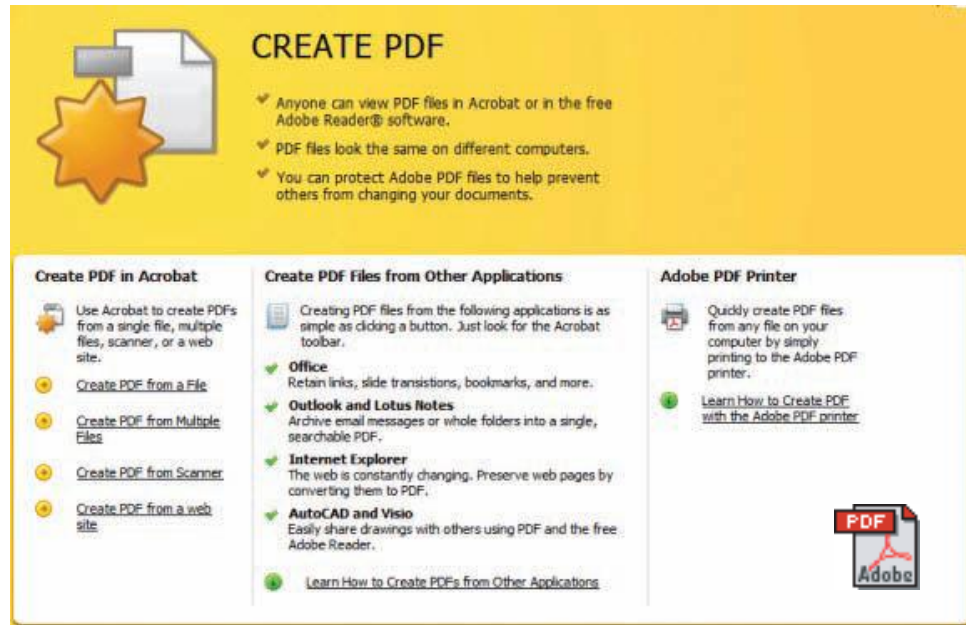 CREATE PDF
Anyone can view PDF files in Acrobat or in the free
Adobe Reader® software.
PDF files look the same on different computers.
You can protect Adobe PDF files to help prevent
others from changing your documents.
Create PDF in Acrobat
Use Acrobat to create PDFs
from a single file, multiple
files, scanner, or a web
site.
Create PDF from a File
Create PDF from Multiple
Files
Create PDF from Scanner
Create PDF from a web
site
Create PDF Files from Other Applications
Creating PDF files from the following applications is as
simple as clicking a button. Just look for the Acrobat
toolbar.
Office
Retain links, slide transistions, bookmarks, and more.
Outlook and Lotus Notes
Archive email messages or whole folders into a single,
searchable PDF.
Internet Explorer
The web is constantly changing. Preserve web pages by
converting them to PDF.
AutoCAD and Visio
Easily share drawings with others using PDF and the free
Adobe Reader.
Learn How to Create PDFs from Other Applications
Adobe PDF Printer
Quickly create PDF files
from any file on your
computer by simply
printing to the Adobe PDF
printer.
Learn How to Create PDF
with the Adobe PDF printer
PDF
Adobe